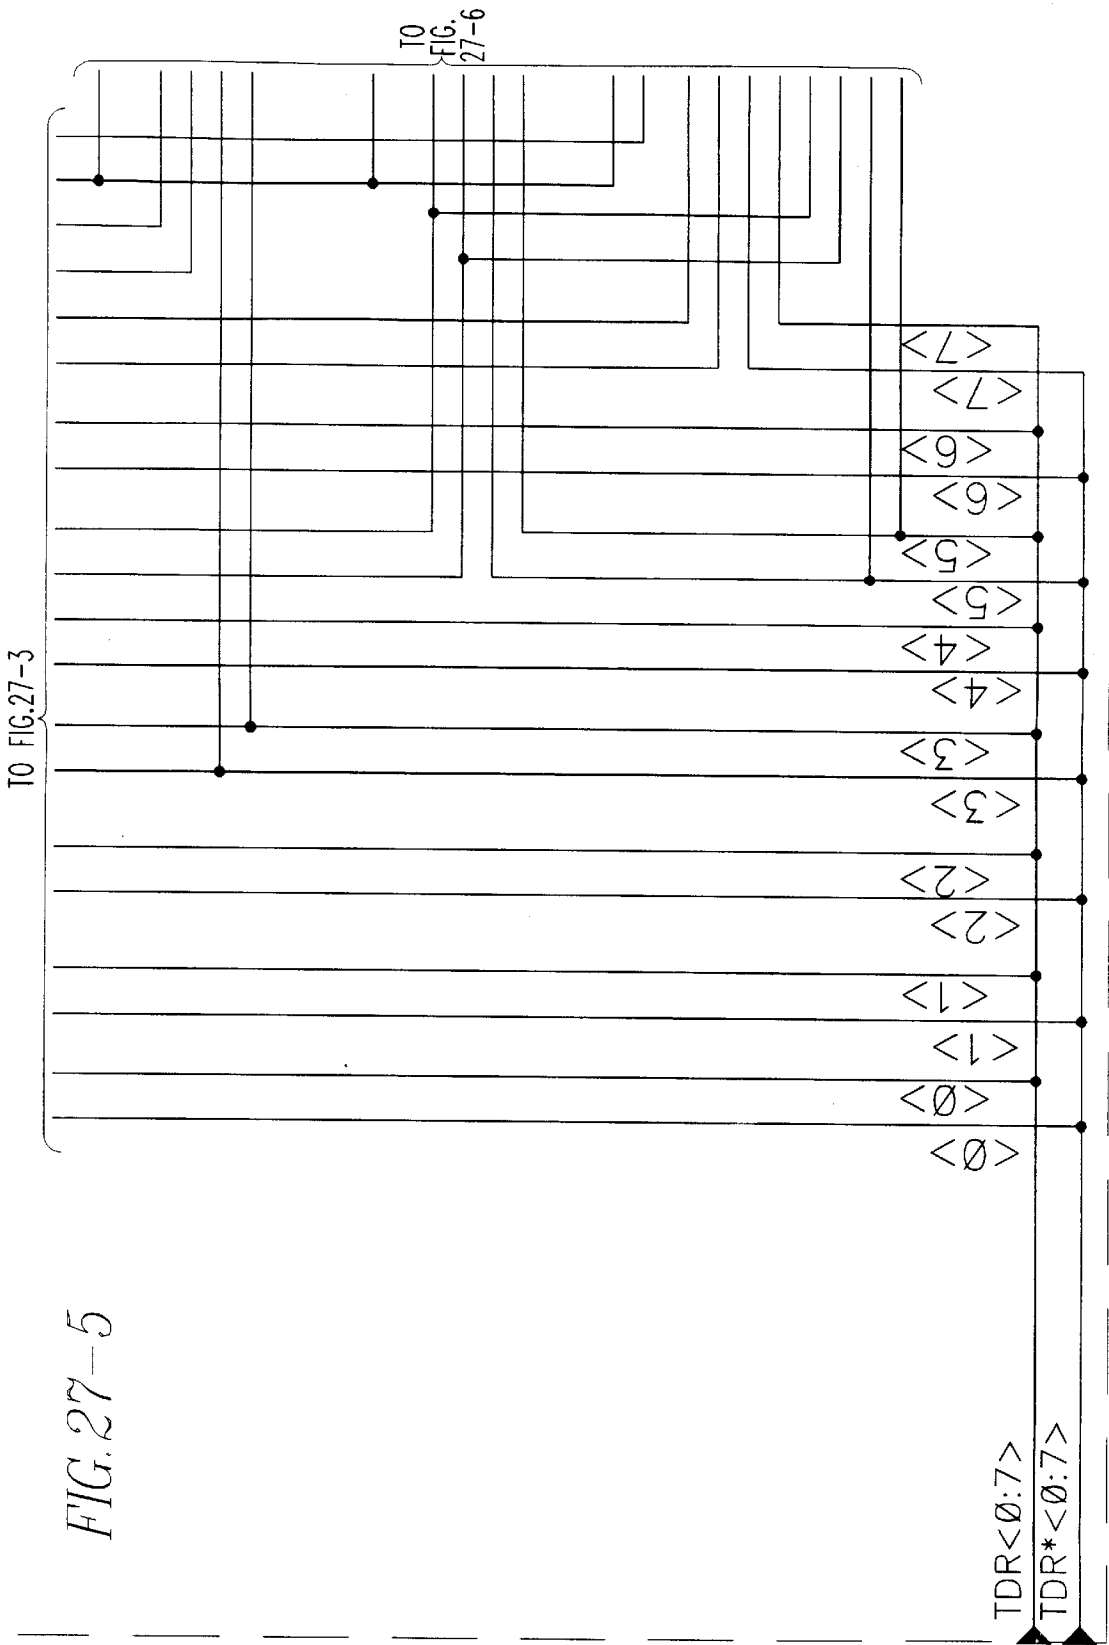 TO FIG.27-3
TO
FIG.
27-6
FIG.27-5
<7>
<7>
<6>
<6>
<5>
<5>
<4>
<4>
<3>
<3>
<2>
<2>
<1>
<1>
<Ø>
<Ø>
TDR<Ø:7>
TDR*<Ø:7>